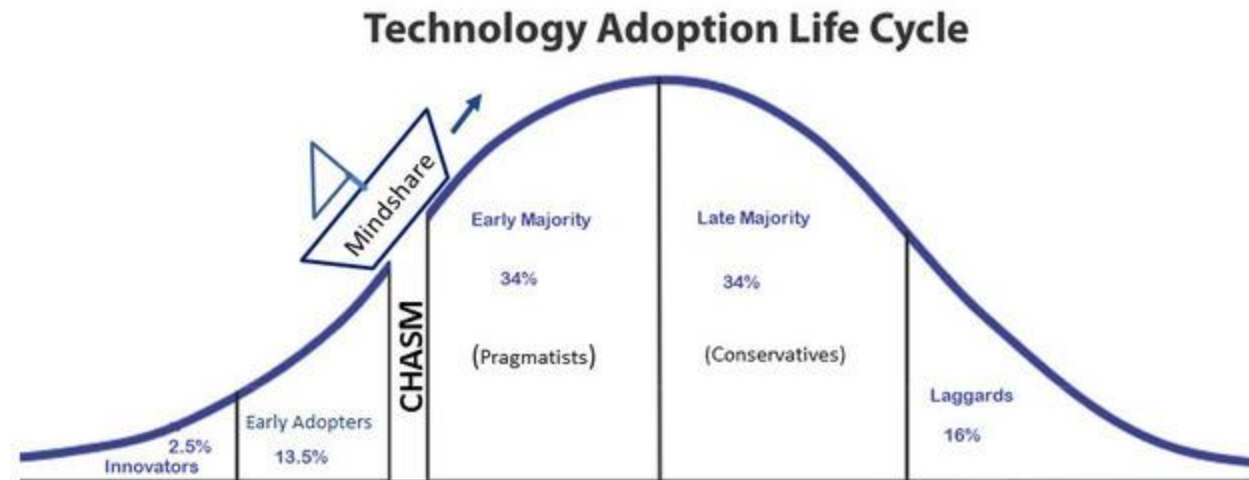 Technology Adoption Life Cycle
Mindshare
CHASM
2.5%
Innovators
Early Adopters
13.5%
Early Majority
34%
(Pragmatists)
Late Majority
34%
(Conservatives)
Laggards
16%